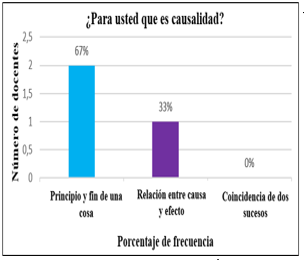 ¿Para usted que es causalidad?
Número de docentes
2,5
2
1,5
1
0,5
0
67%
33%
0%
Principio y fin de una
cosa
Relación entre causa
y efecto
Coincidencia de dos
sucesos
Porcentaje de frecuencia